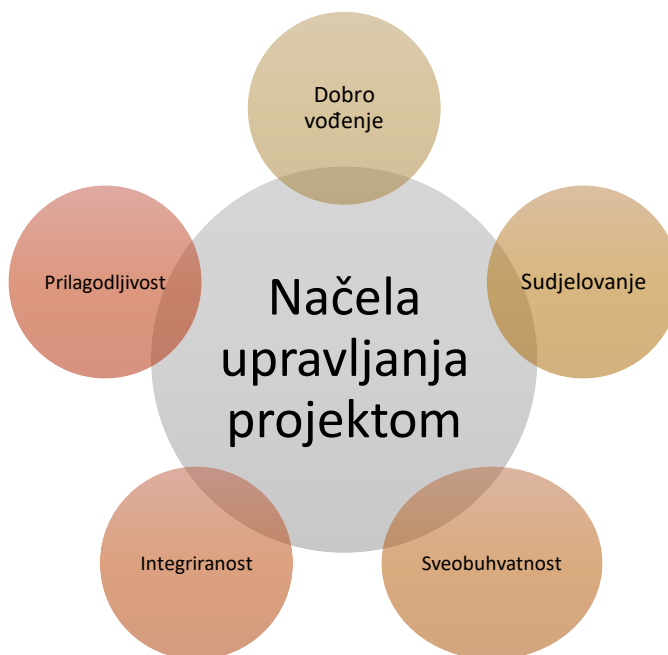 Dobro
vođenje
Prilagodljivost
Sudjelovanje
Načela
upravljanja
projektom
Integriranost
Sveobuhvatnost